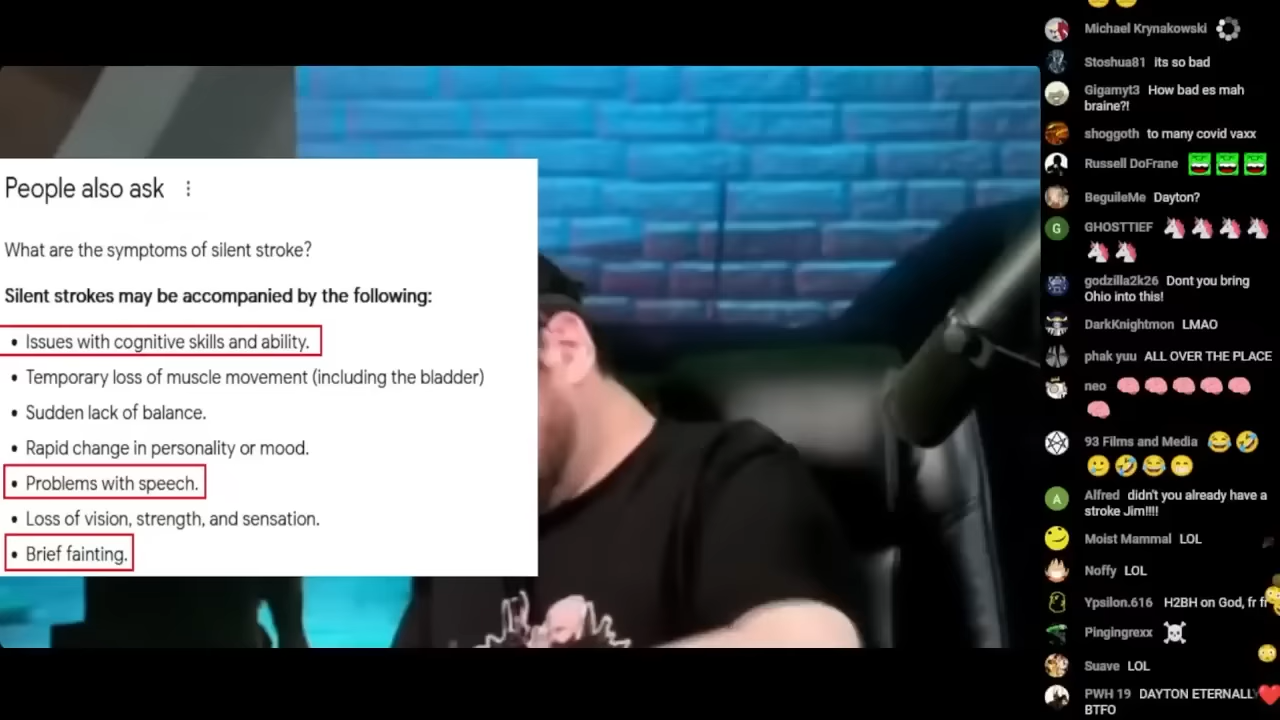 People also ask
What are the symptoms of silent stroke?
Silent strokes may be accompanied by the following:
• Issues with cognitive skills and ability.
• Temporary loss of muscle movement (including the bladder)
• Sudden lack of balance.
• Rapid change in personality or mood.
• Problems with speech.
• Loss of vision, strength, and sensation.
• Brief fainting.
Michael Krynakowski
Stoshua81 its so bad
Gigamyt3 How bad es mah
braine?!
shoggoth to many covid vaxx
Russell DoFrane
BeguileMe Dayton?
G GHOSTTIEF
godzilla2k26 Dont you bring
Ohio into this!
DarkKnightmon LMAO
phak yuu ALL OVER THE PLACE
neo
93 Films and Media
A Alfred didn't you already have a
stroke Jim!!!!
Moist Mammal LOL
Noffy LOL
Ypsilon.616 H2BH on God, fr fr
Pingingrexx
Suave LOL
PWH 19 DAYTON ETERNALLY
BTFO